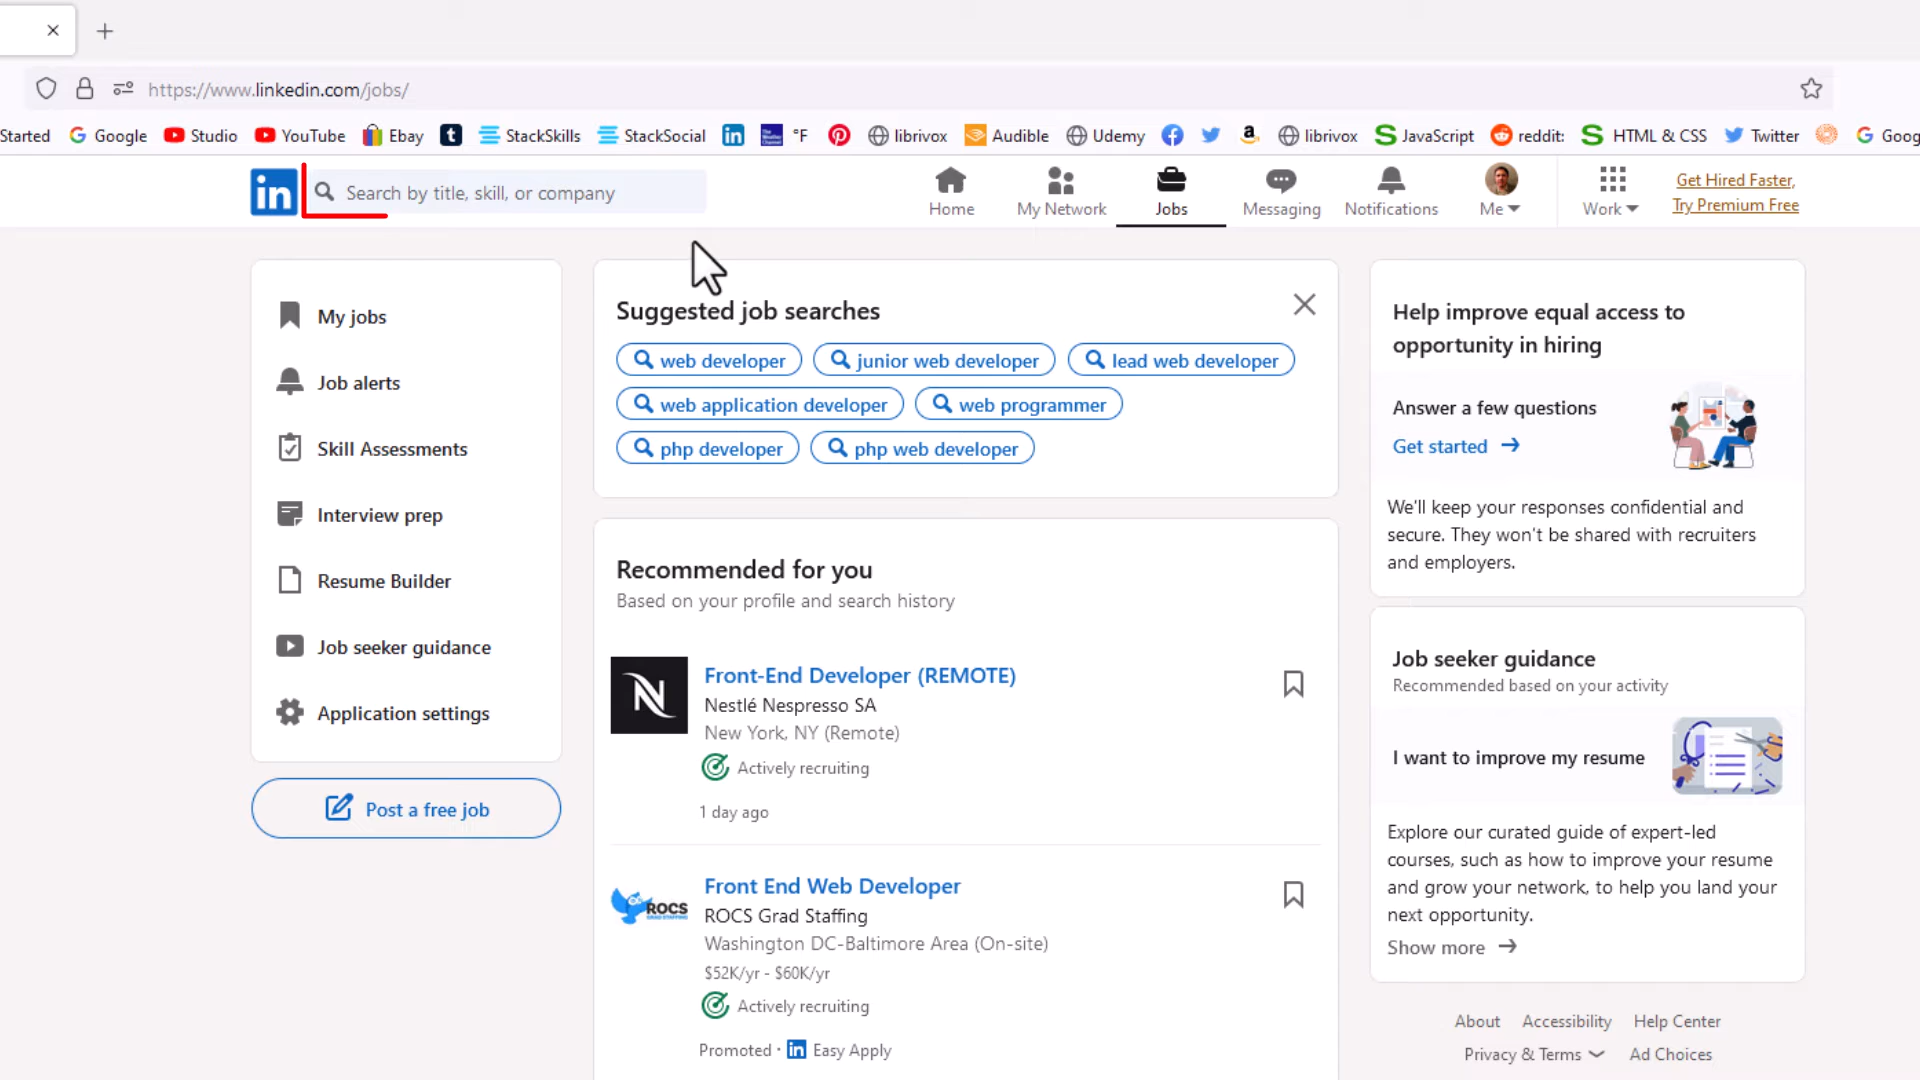 https://www.linkedin.com/jobs/
Started Google Studio YouTube Ebay t StackSkills StackSocial in °F librivox Audible Udemy librivox JavaScript reddit: HTML & CSS Twitter Goog
in Search by title, skill, or company
Home My Network Jobs Messaging Notifications Me Work
Get Hired Faster,
Try Premium Free
My jobs
Job alerts
Skill Assessments
Interview prep
Resume Builder
Job seeker guidance
Application settings
Post a free job
Suggested job searches
web developer junior web developer lead web developer
web application developer web programmer
php developer php web developer
Recommended for you
Based on your profile and search history
N
Front-End Developer (REMOTE)
Nestlé Nespresso SA
New York, NY (Remote)
Actively recruiting
1 day ago
ROCS
GRAD STAFFING
Front End Web Developer
ROCS Grad Staffing
Washington DC-Baltimore Area (On-site)
$52K/yr - $60K/yr
Actively recruiting
Promoted · in Easy Apply
Help improve equal access to
opportunity in hiring
Answer a few questions
Get started
We'll keep your responses confidential and
secure. They won't be shared with recruiters
and employers.
Job seeker guidance
Recommended based on your activity
I want to improve my resume
Explore our curated guide of expert-led
courses, such as how to improve your resume
and grow your network, to help you land your
next opportunity.
Show more
About Accessibility Help Center
Privacy & Terms Ad Choices